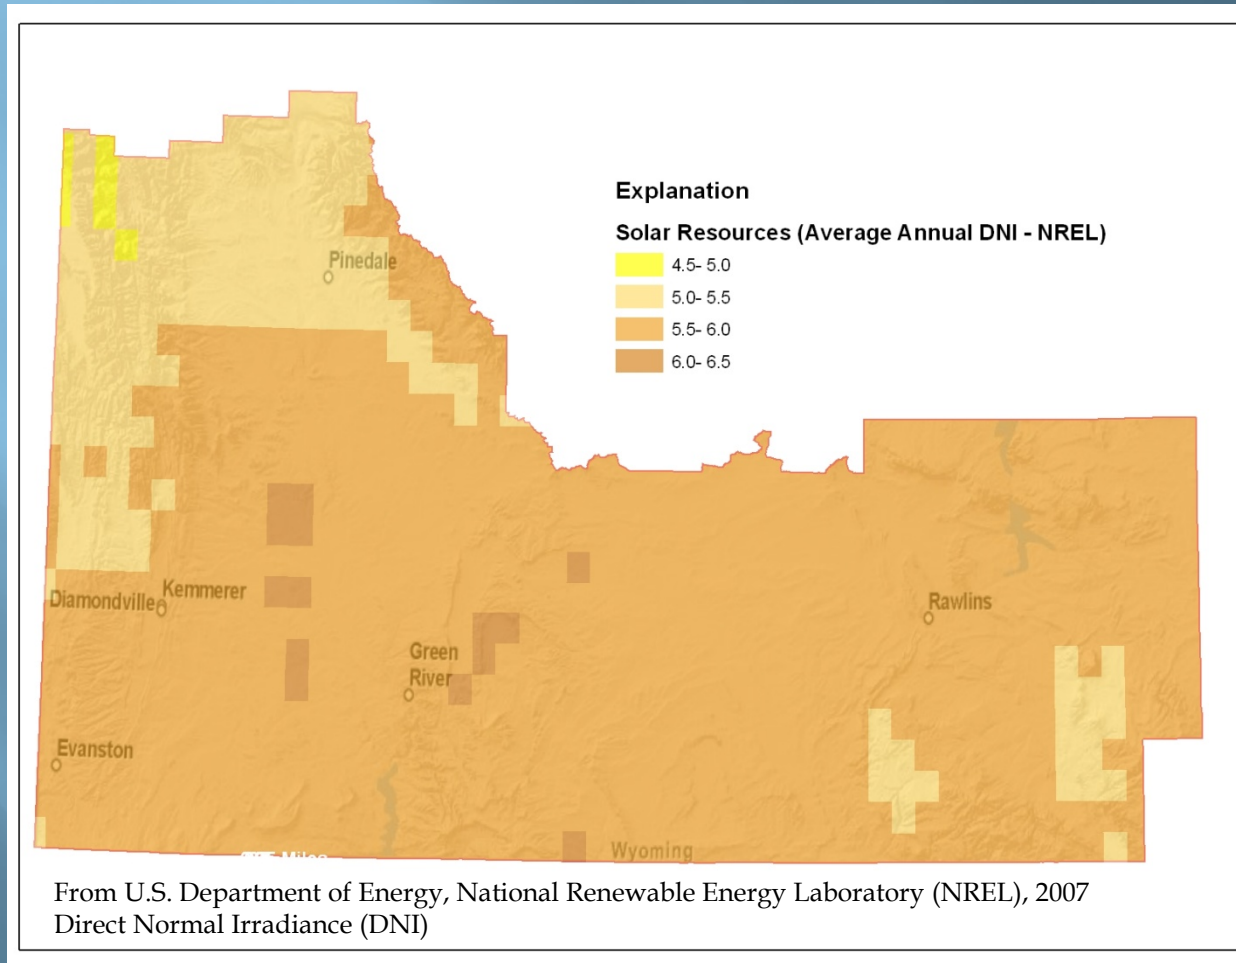 Explanation
Solar Resources (Average Annual DNI - NREL)
4.5- 5.0
5.0- 5.5
5.5- 6.0
6.0- 6.5
Pinedale
Diamondville
Kemmerer
Rawlins
Green
River
Evanston
Miles
Wyoming
From U.S. Department of Energy, National Renewable Energy Laboratory (NREL), 2007
Direct Normal Irradiance (DNI)